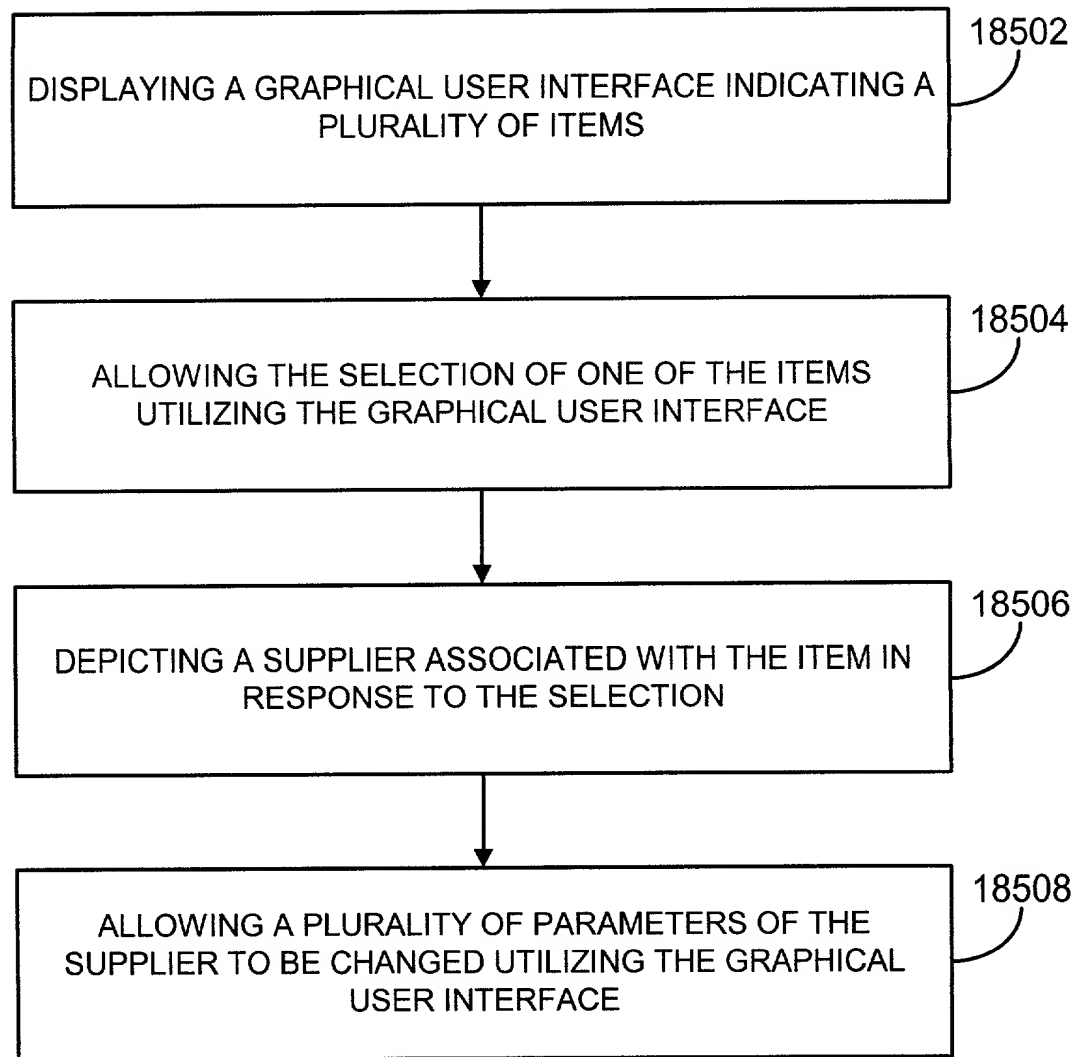 18502
DISPLAYING A GRAPHICAL USER INTERFACE INDICATING A
PLURALITY OF ITEMS
18504
ALLOWING THE SELECTION OF ONE OF THE ITEMS
UTILIZING THE GRAPHICAL USER INTERFACE
18506
DEPICTING A SUPPLIER ASSOCIATED WITH THE ITEM IN
RESPONSE TO THE SELECTION
18508
ALLOWING A PLURALITY OF PARAMETERS OF THE
SUPPLIER TO BE CHANGED UTILIZING THE GRAPHICAL
USER INTERFACE